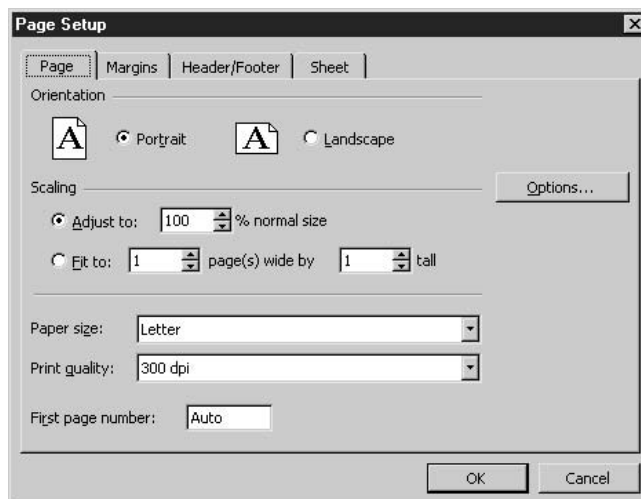 Page Setup
Page Margins Header/Footer Sheet
Orientation
A Portrait A Landscape
Scaling
Options...
Adjust to: 100 % normal size
Fit to: 1 page(s) wide by 1 tall
Paper size: Letter
Print quality: 300 dpi
First page number: Auto
OK Cancel